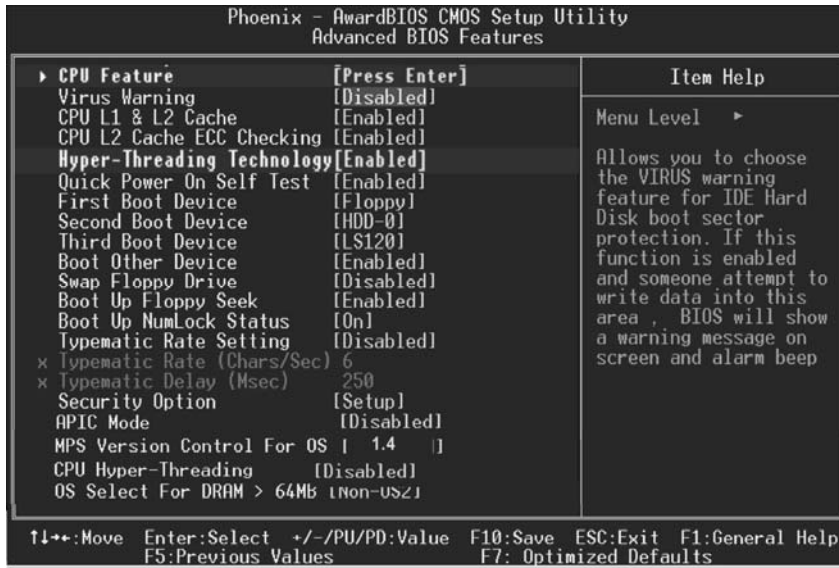 Phoenix - AwardBIOS CMOS Setup Utility
Advanced BIOS Features
▸ CPU Feature [Press Enter]
Virus Warning [Disabled]
CPU L1 & L2 Cache [Enabled]
CPU L2 Cache ECC Checking [Enabled]
Hyper-Threading Technology[Enabled]
Quick Power On Self Test [Enabled]
First Boot Device [Floppy]
Second Boot Device [HDD-0]
Third Boot Device [LS120]
Boot Other Device [Enabled]
Swap Floppy Drive [Disabled]
Boot Up Floppy Seek [Enabled]
Boot Up NumLock Status [On]
Typematic Rate Setting [Disabled]
x Typematic Rate (Chars/Sec) 6
x Typematic Delay (Msec) 250
Security Option [Setup]
APIC Mode [Disabled]
MPS Version Control For OS [ 1.4 ]
CPU Hyper-Threading [Disabled]
OS Select For DRAM > 64MB [Non-OS2]
Item Help
Menu Level ▸
Allows you to choose
the VIRUS warning
feature for IDE Hard
Disk boot sector
protection. If this
function is enabled
and someone attempt to
write data into this
area , BIOS will show
a warning message on
screen and alarm beep
↑↓→←:Move Enter:Select +/-/PU/PD:Value F10:Save ESC:Exit F1:General Help
F5:Previous Values F7: Optimized Defaults